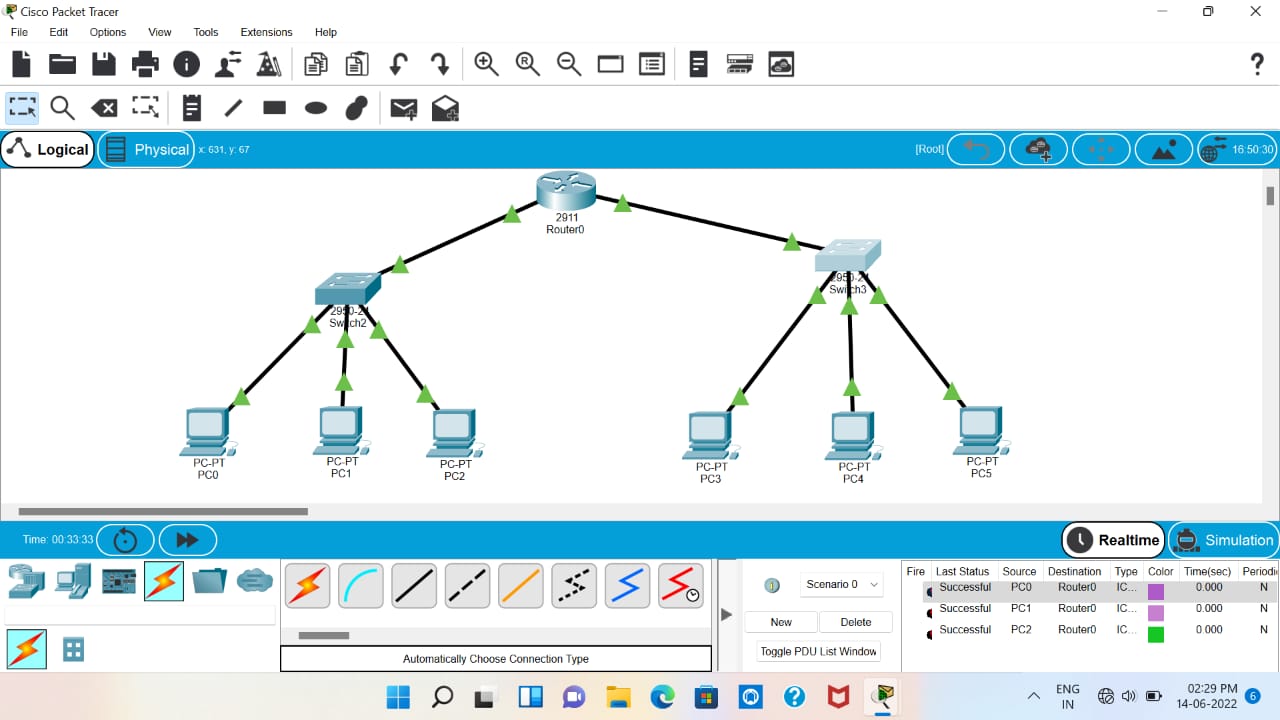 Cisco Packet Tracer
File Edit Options View Tools Extensions Help
Logical Physical x: 631, y: 67 [Root] 16:50:30
2911
Router0
2950-24
Switch3
2950-24
Switch2
PC-PT PC-PT PC-PT PC-PT PC-PT PC-PT
PC0 PC1 PC2 PC3 PC4 PC5
Time: 00:33:33 Realtime Simulation
Scenario 0
New Delete
Toggle PDU List Window
Fire Last Status Source Destination Type Color Time(sec) Periodi
Successful PC0 Router0 IC... 0.000 N
Successful PC1 Router0 IC... 0.000 N
Successful PC2 Router0 IC... 0.000 N
Automatically Choose Connection Type
ENG
IN
02:29 PM
14-06-2022
6